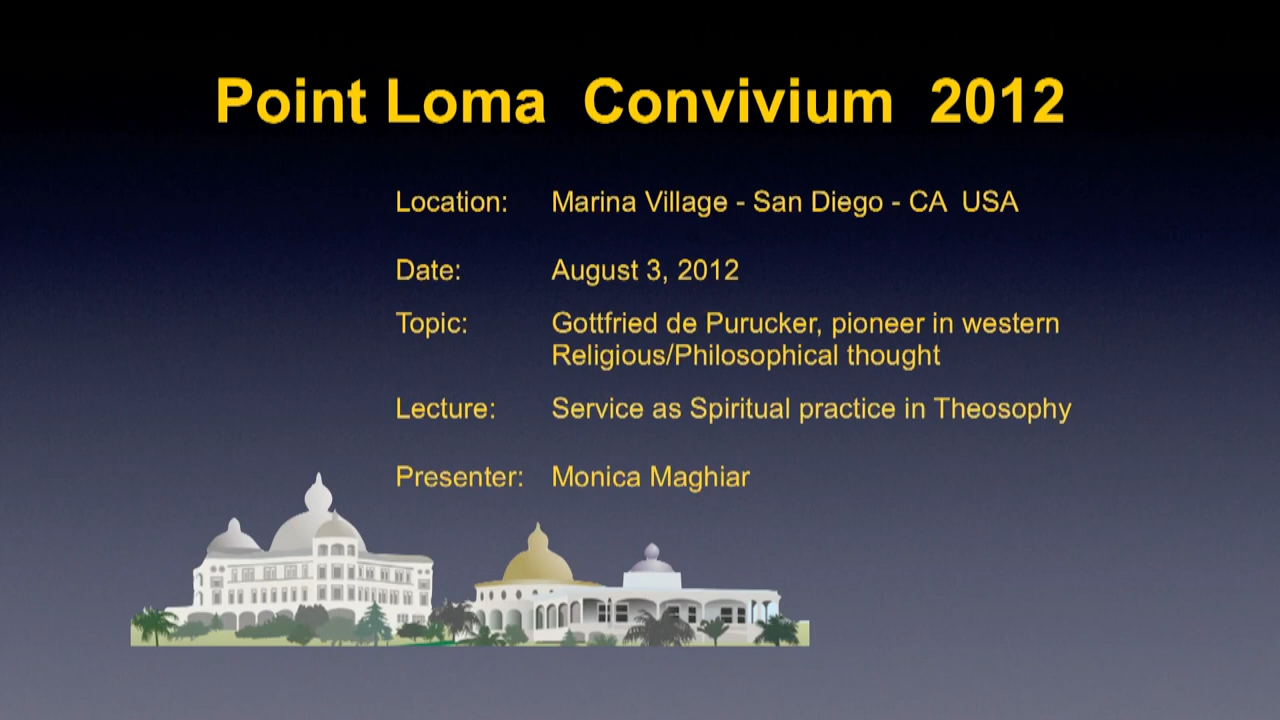 Point Loma Convivium 2012
Location: Marina Village - San Diego - CA USA
Date: August 3, 2012
Topic: Gottfried de Purucker, pioneer in western
Religious/Philosophical thought
Lecture: Service as Spiritual practice in Theosophy
Presenter: Monica Maghiar